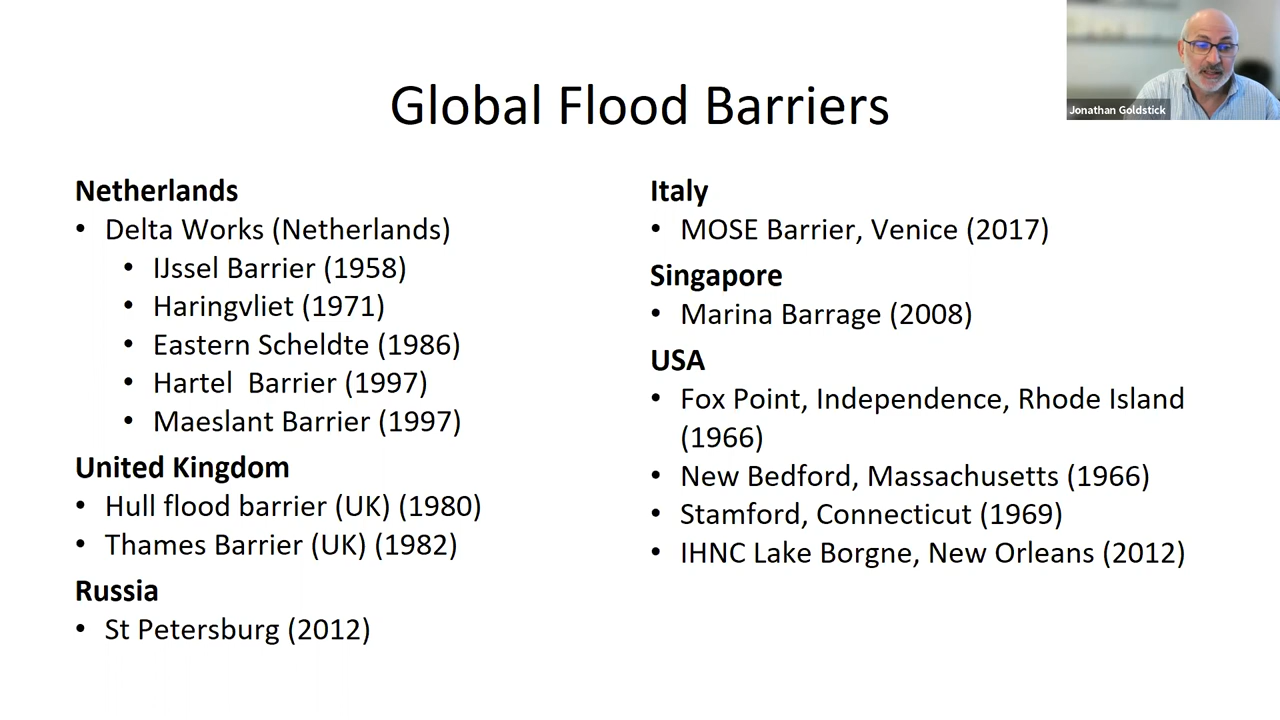 Jonathan Goldstick
Global Flood Barriers
Netherlands
• Delta Works (Netherlands)
• IJssel Barrier (1958)
• Haringvliet (1971)
• Eastern Scheldte (1986)
• Hartel  Barrier (1997)
• Maeslant Barrier (1997)
United Kingdom
• Hull flood barrier (UK) (1980)
• Thames Barrier (UK) (1982)
Russia
• St Petersburg (2012)
Italy
• MOSE Barrier, Venice (2017)
Singapore
• Marina Barrage (2008)
USA
• Fox Point, Independence, Rhode Island
(1966)
• New Bedford, Massachusetts (1966)
• Stamford, Connecticut (1969)
• IHNC Lake Borgne, New Orleans (2012)